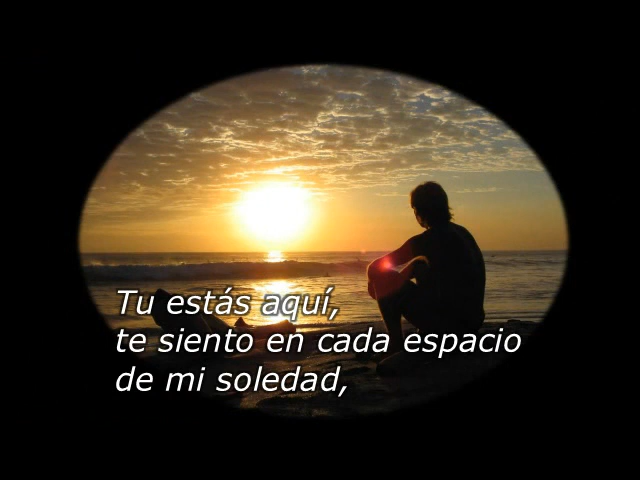 Tu estás aquí,
te siento en cada espacio
de mi soledad,